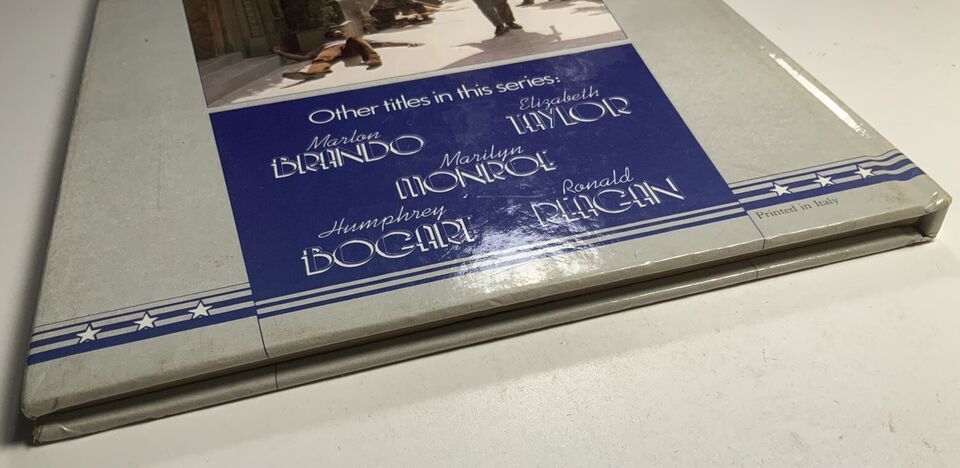 Other titles in this series:
Marlon
BRANDO
Elizabeth
TAYLOR
Marilyn
MONROE
Humphrey
BOGART
Ronald
REAGAN
Printed in Italy